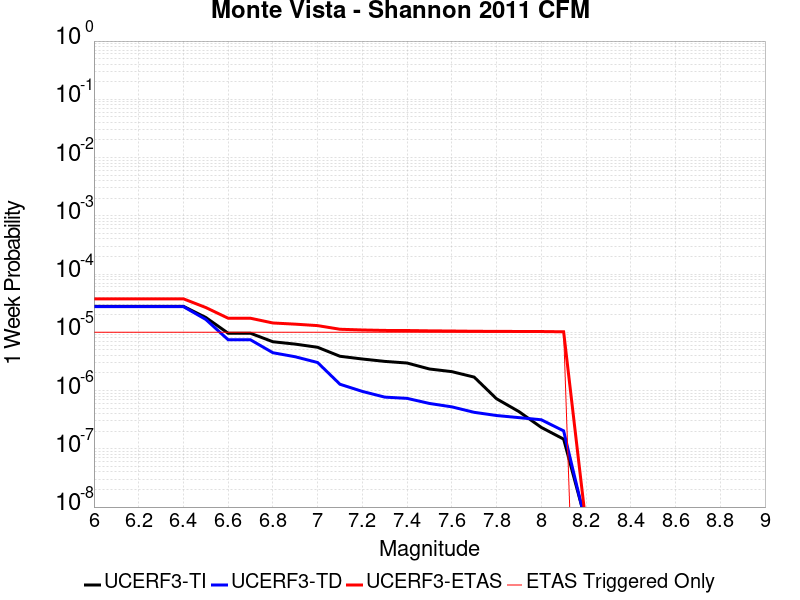 Monte Vista - Shannon 2011 CFM
10^0
10^-1
10^-2
10^-3
10^-4
10^-5
10^-6
10^-7
10^-8
1 Week Probability
6 6.2 6.4 6.6 6.8 7 7.2 7.4 7.6 7.8 8 8.2 8.4 8.6 8.8 9
Magnitude
UCERF3-TI UCERF3-TD UCERF3-ETAS ETAS Triggered Only